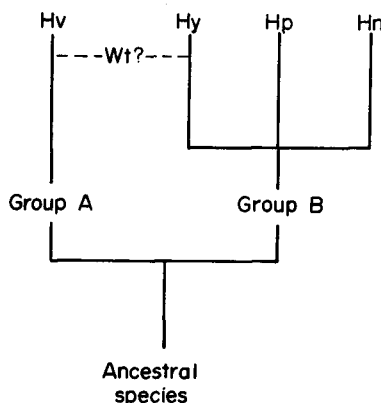 Hv Hy Hp Hn
Wt?
Group A Group B
Ancestral
species